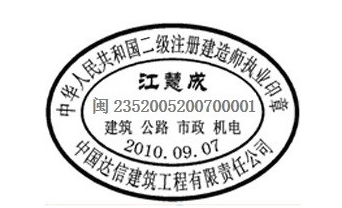 中华人民共和国二级注册建造师执业印章
江慧成
闽 2352005200700001
建筑 公路 市政 机电
2010.09.07
中国达信建筑工程有限责任公司